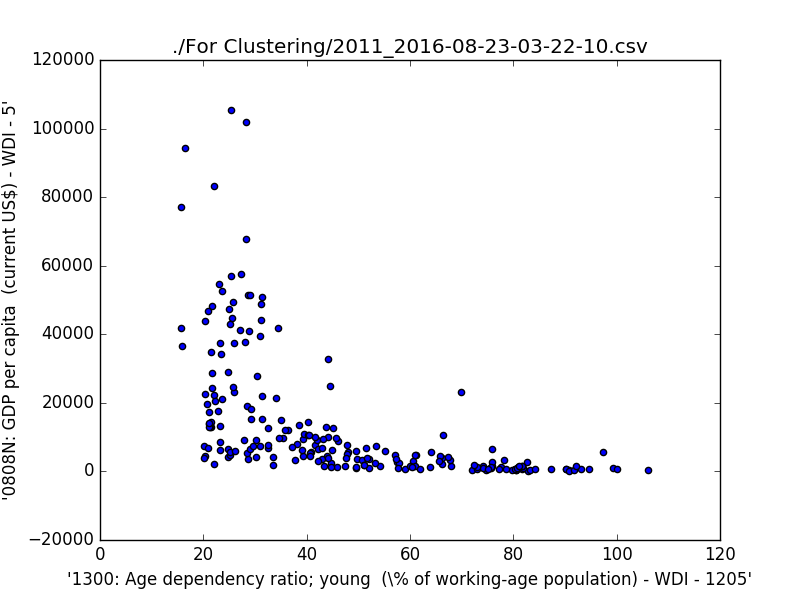 ./For Clustering/2011_2016-08-23-03-22-10.csv
120000
100000
80000
60000
40000
20000
0
−20000
'0808N: GDP per capita  (current US$) - WDI - 5'
0 20 40 60 80 100 120
'1300: Age dependency ratio; young  (\% of working-age population) - WDI - 1205'